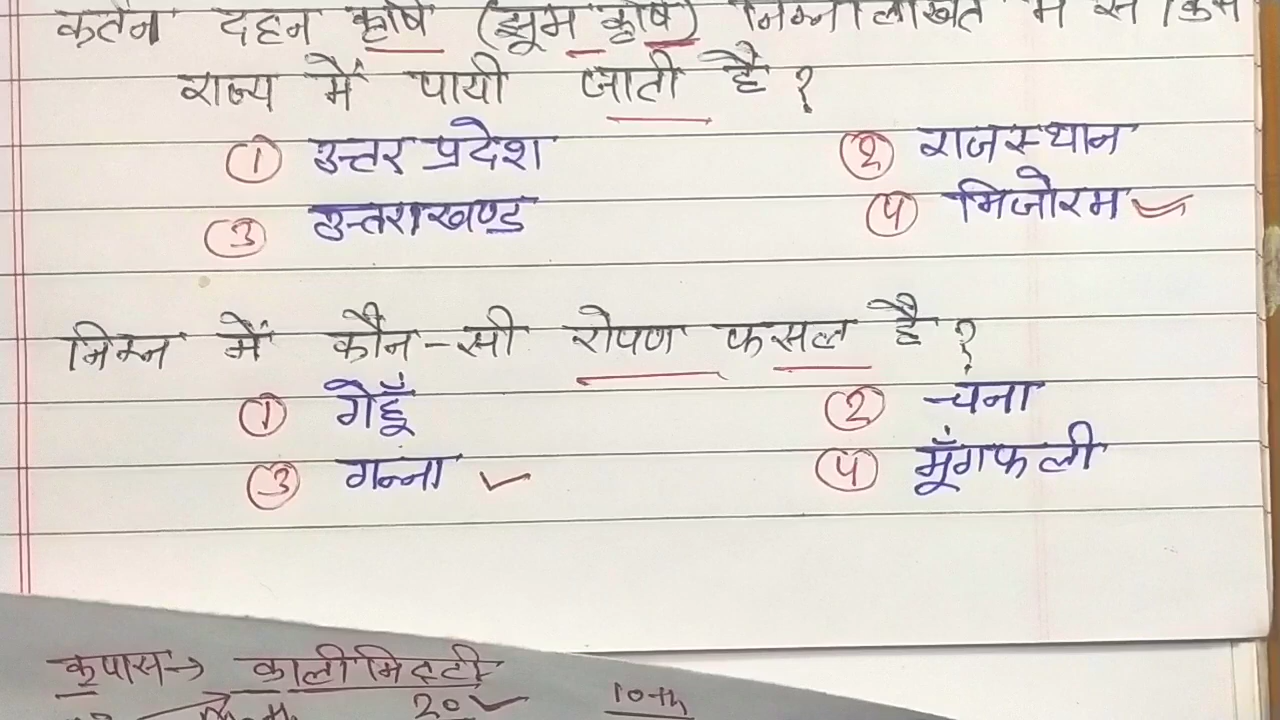 कर्तन दहन कृषि (झूम कृषि) निम्नलिखित में से किस
राज्य में पायी जाती है?
① उत्तर प्रदेश ② राजस्थान
③ उत्तराखण्ड ④ मिजोरम
निम्न में कौन-सी रोपण फसल है?
① गेहूँ ② चना
③ गन्ना ④ मूँगफली
कपास→ काली मिट्टी
20 10th